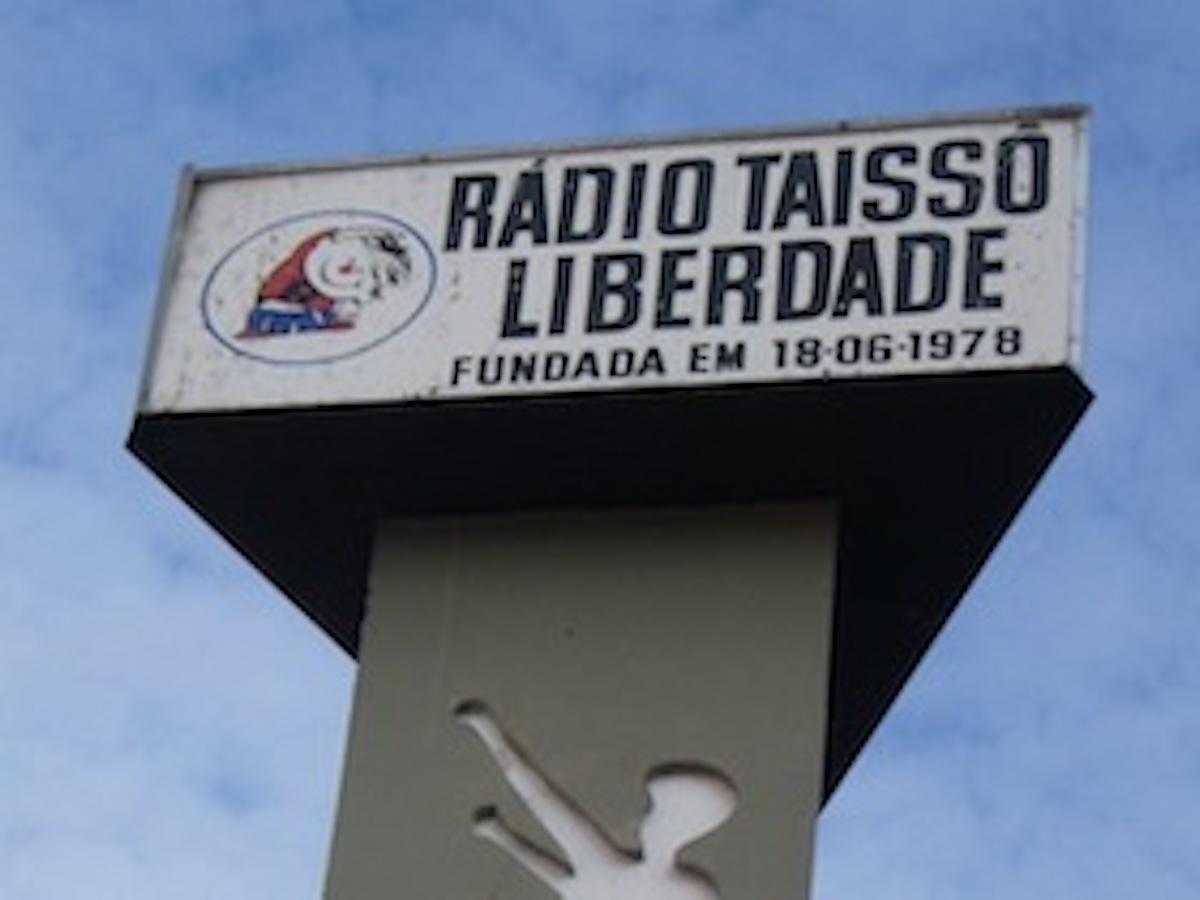 RÁDIO TAISSÔ
LIBERDADE
FUNDADA EM 18-06-1978